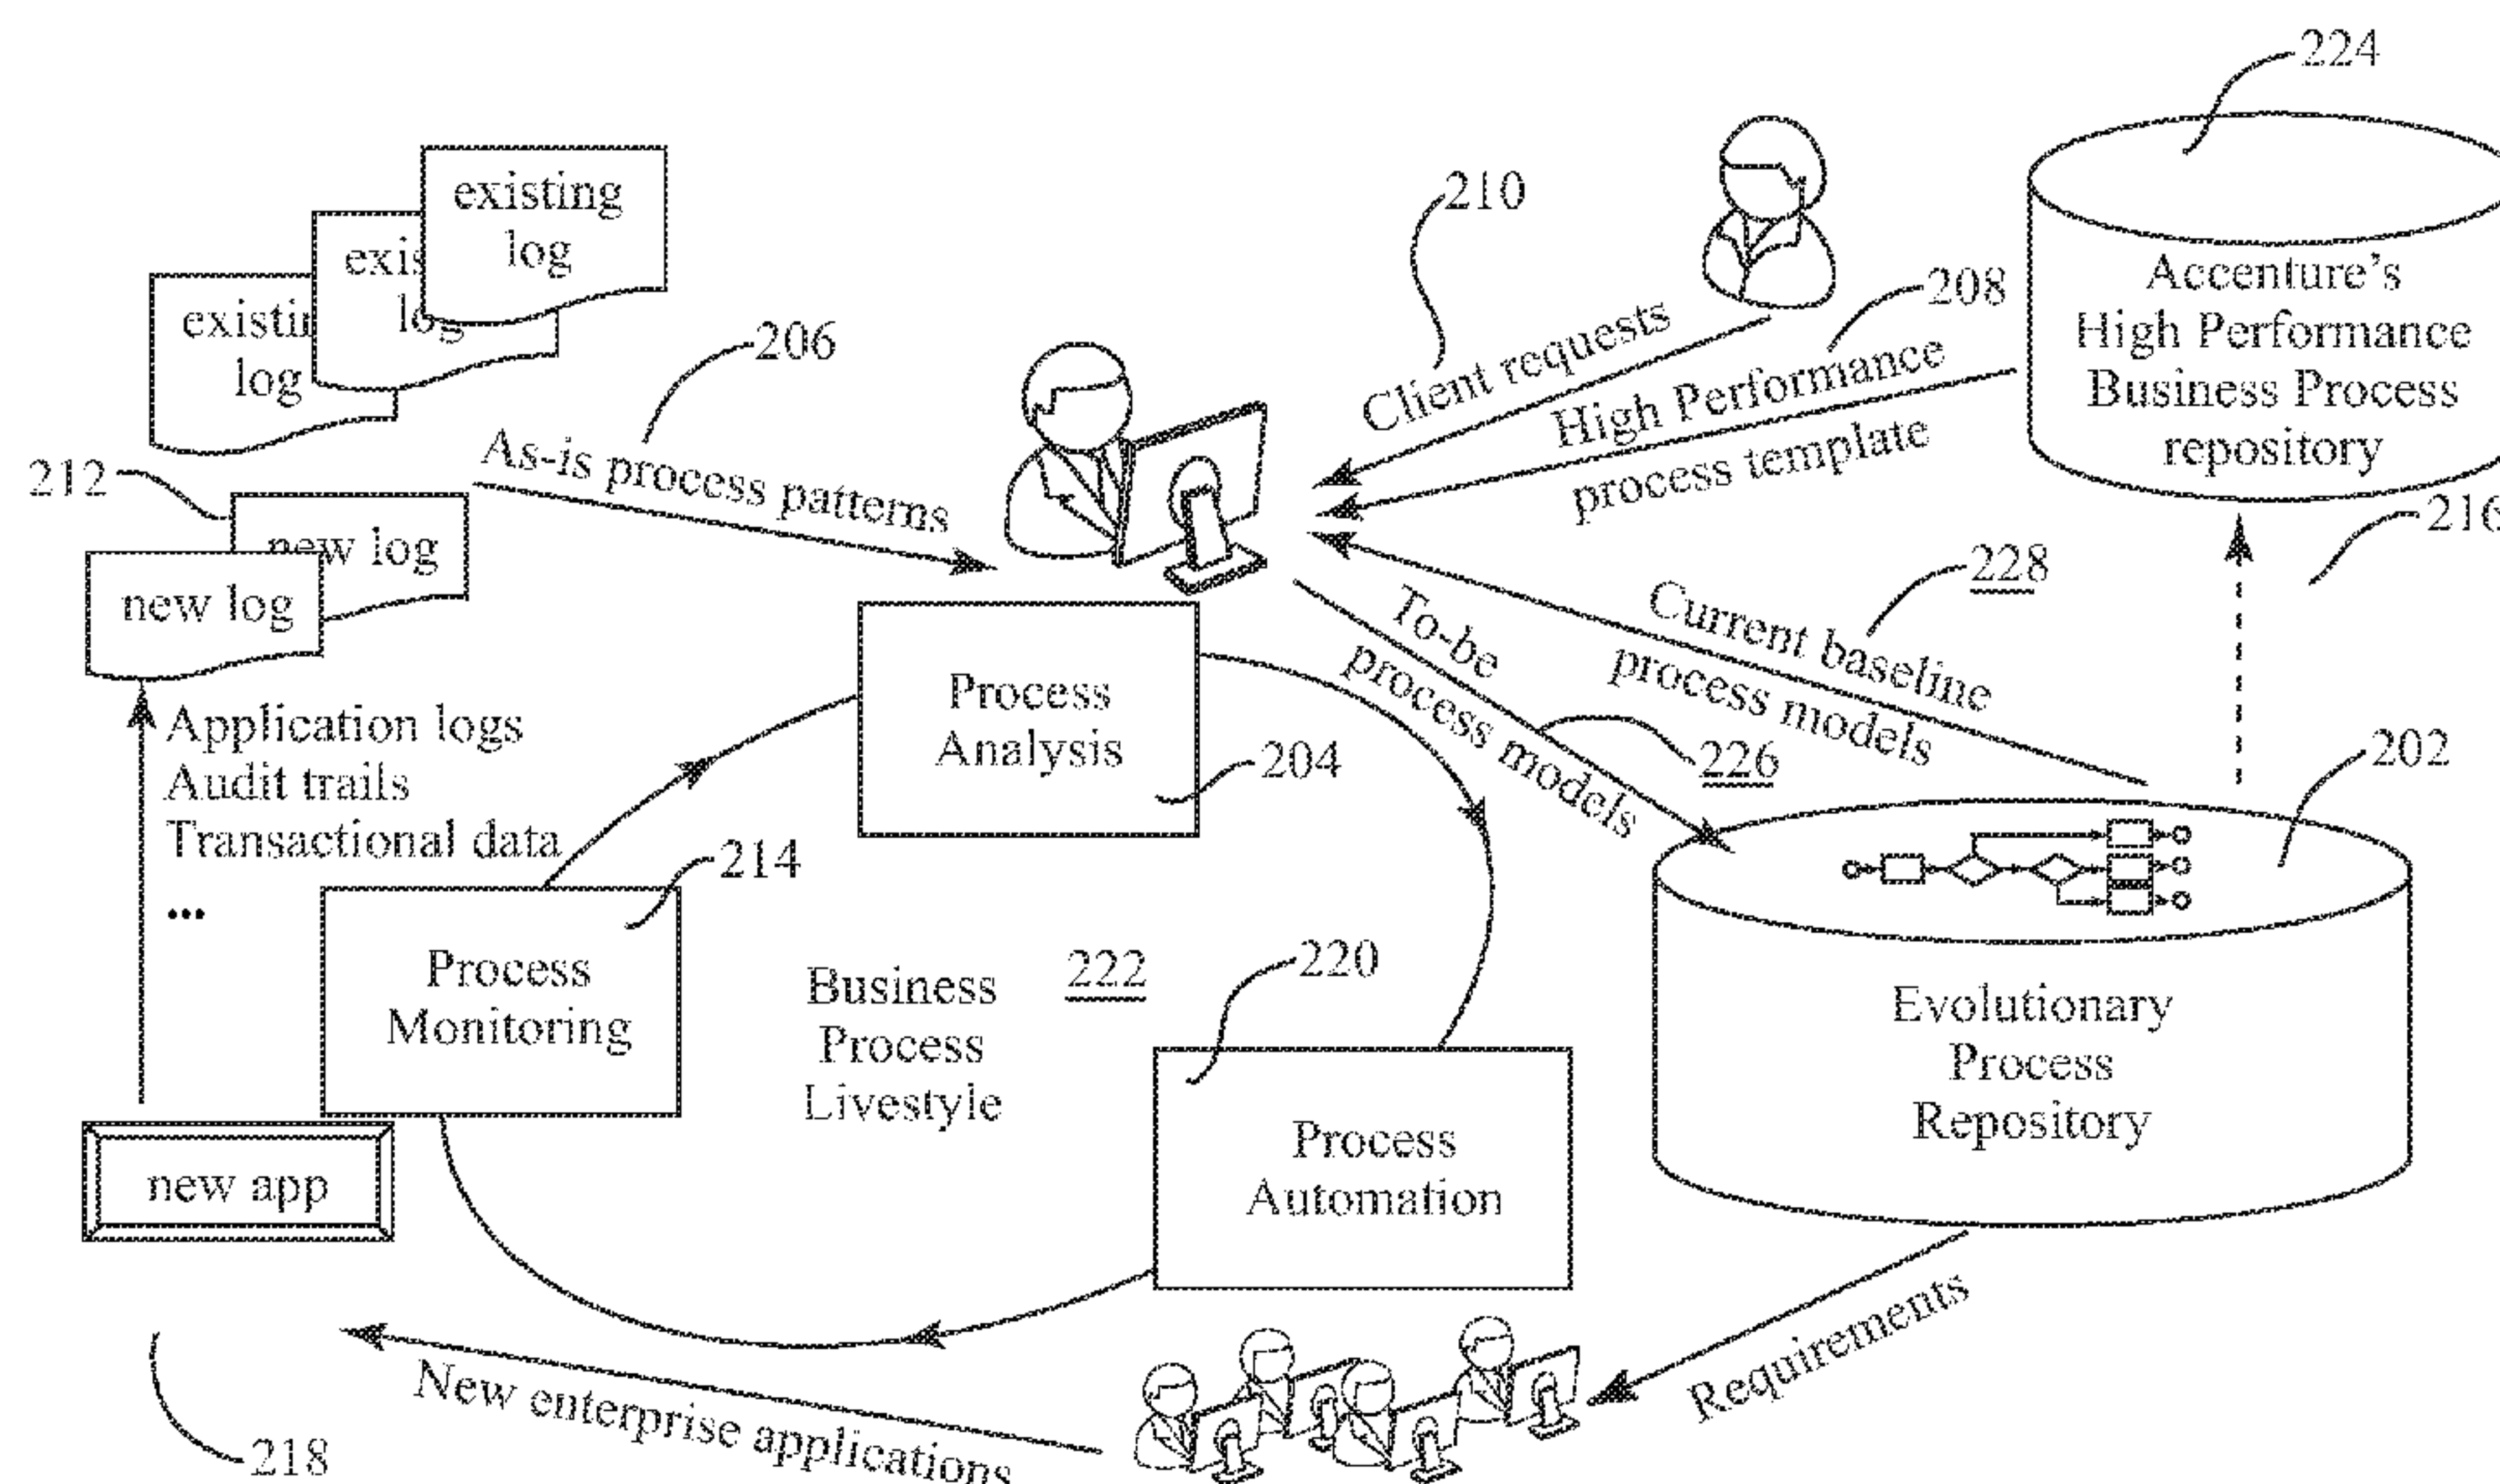 224
existing
log
exis
log
existin
log
210
208
Accenture's
High Performance
Business Process
repository
206
Client requests
High Performance
process template
212
As-is process patterns
216
new log
new log
228
Current baseline
process models
To-be
process models
226
202
Application logs
Audit trails
Transactional data
...
Process
Analysis
204
214
Process
Monitoring
Business
Process
Livestyle
222
220
Process
Automation
Evolutionary
Process
Repository
new app
Requirements
New enterprise applications
218